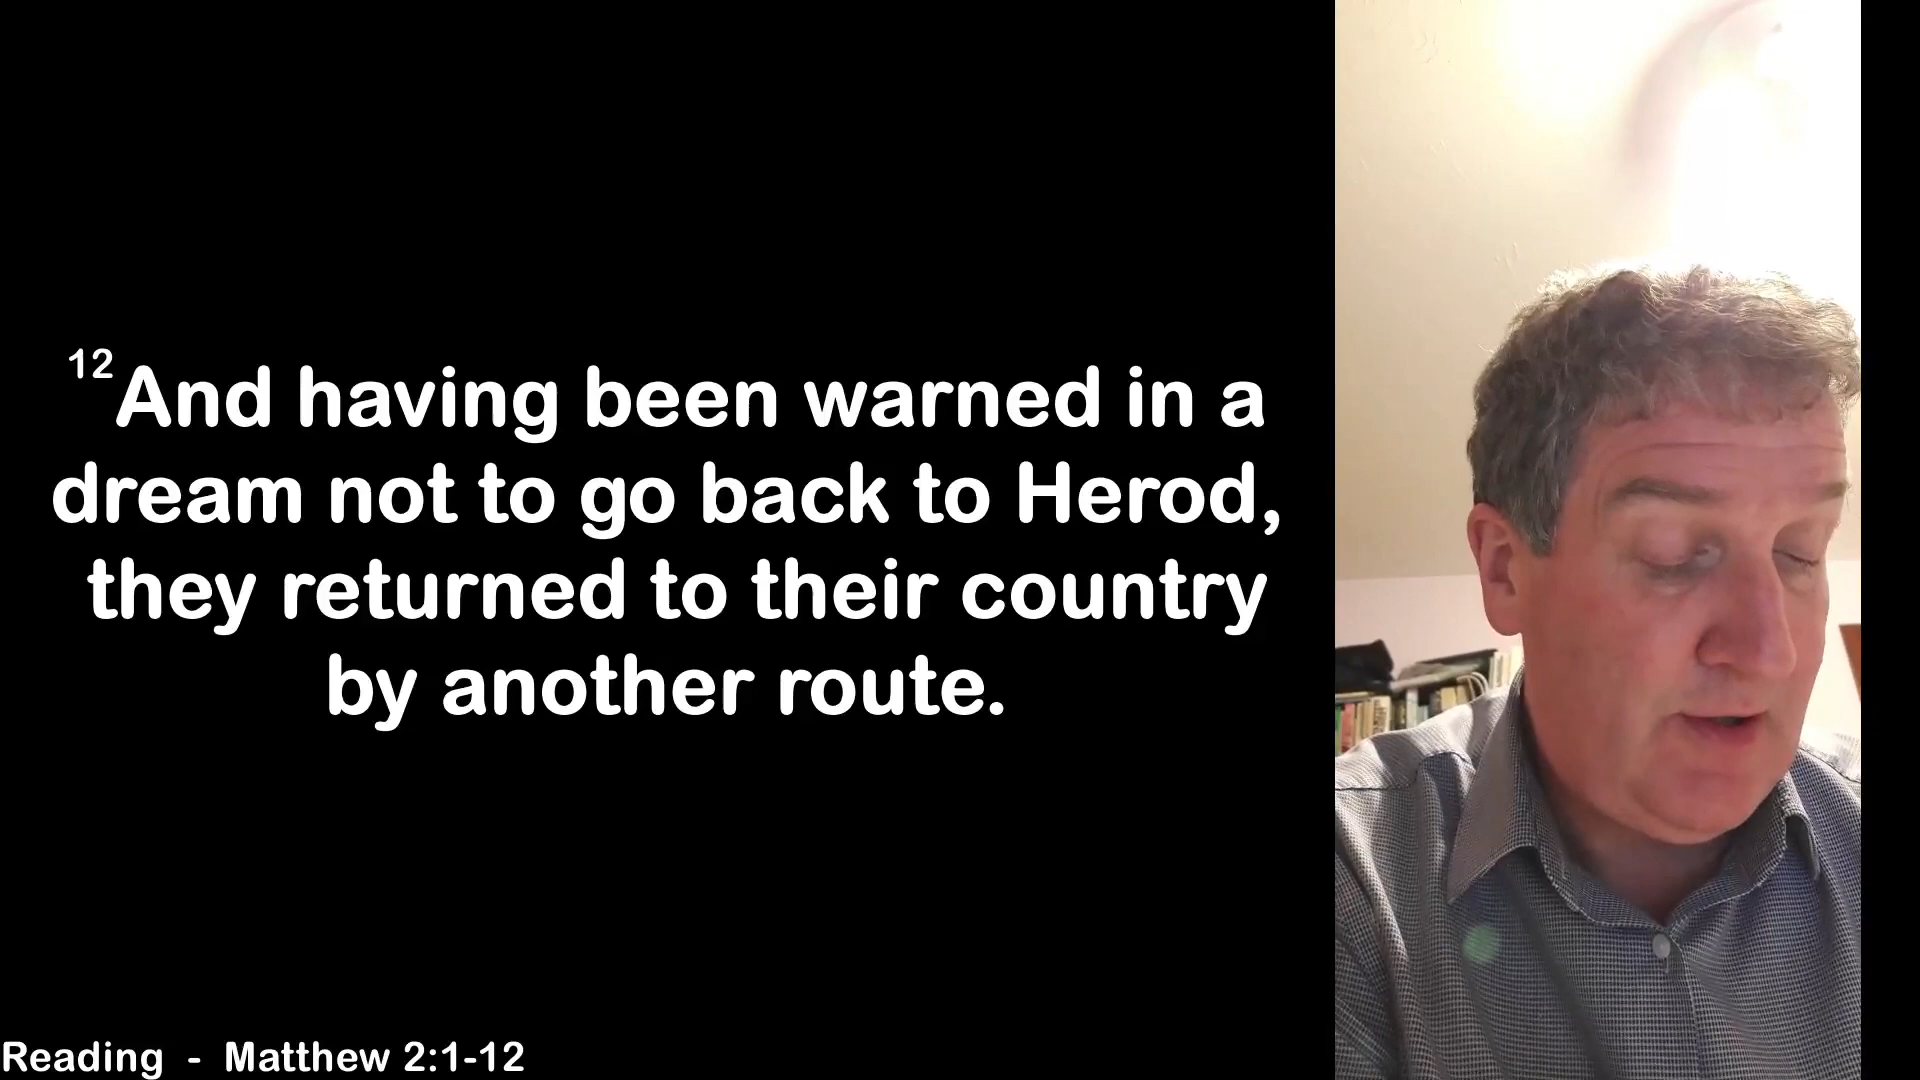 12And having been warned in a
dream not to go back to Herod,
they returned to their country
by another route.
Reading - Matthew 2:1-12